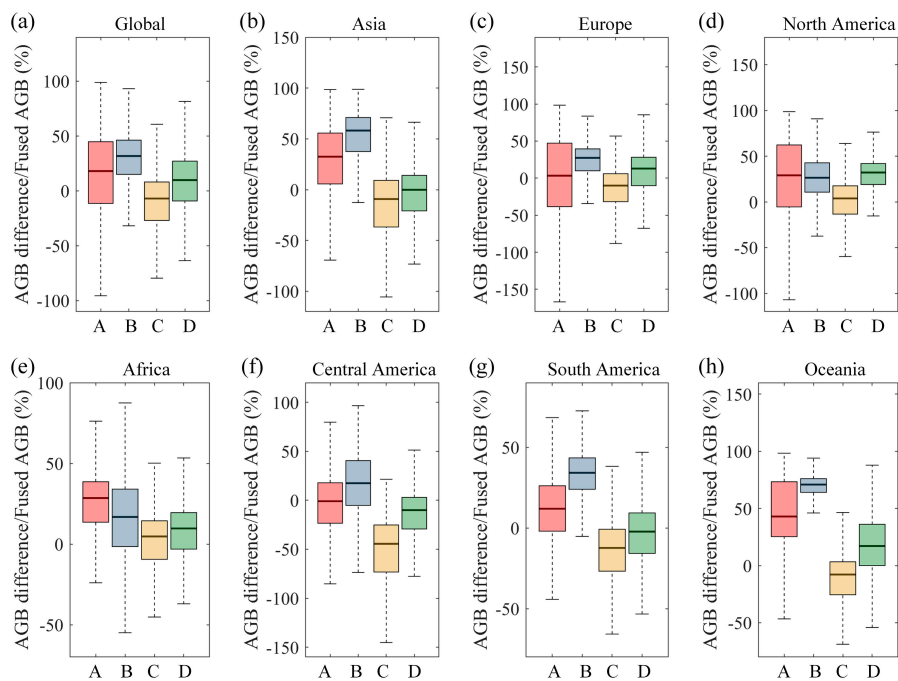 (a) Global
AGB difference/Fused AGB (%)
100
50
0
-50
-100
A B C D
(b) Asia
AGB difference/Fused AGB (%)
150
100
50
0
-50
-100
A B C D
(c) Europe
AGB difference/Fused AGB (%)
150
100
50
0
-50
-100
-150
A B C D
(d) North America
AGB difference/Fused AGB (%)
150
100
50
0
-50
-100
A B C D
(e) Africa
AGB difference/Fused AGB (%)
100
50
0
-50
A B C D
(f) Central America
AGB difference/Fused AGB (%)
100
50
0
-50
-100
-150
A B C D
(g) South America
AGB difference/Fused AGB (%)
50
0
-50
A B C D
(h) Oceania
AGB difference/Fused AGB (%)
150
100
50
0
-50
A B C D